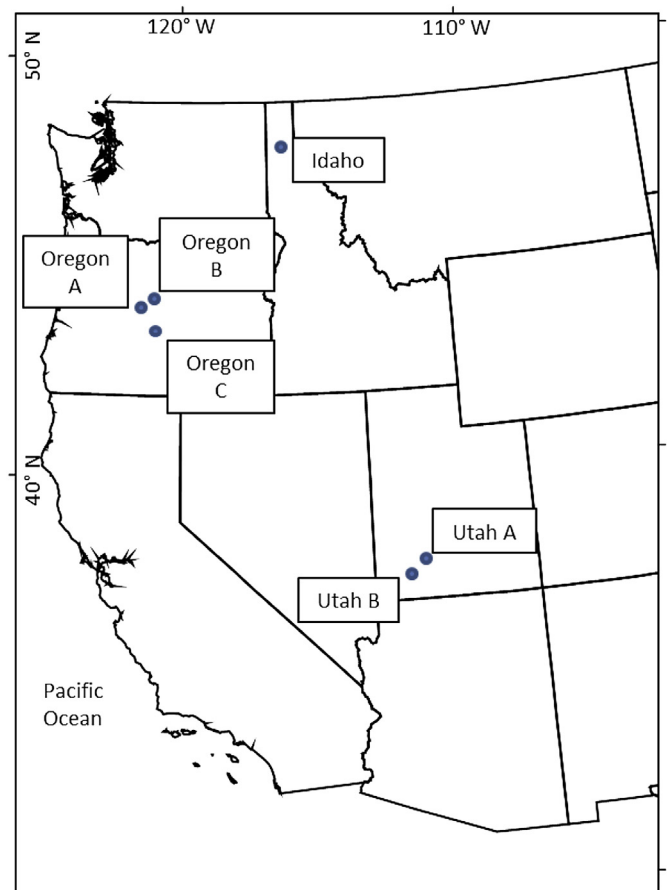 120° W
110° W
50° N
Idaho
Oregon
B
Oregon
A
Oregon
C
40° N
Utah A
Utah B
Pacific
Ocean